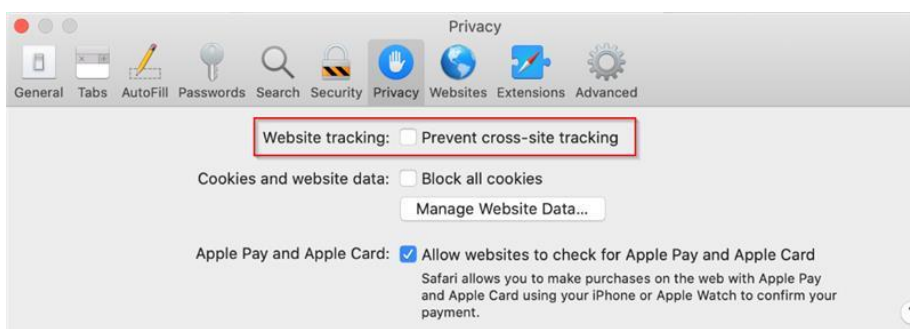 Privacy
General Tabs AutoFill Passwords Search Security Privacy Websites Extensions Advanced
Website tracking: Prevent cross-site tracking
Cookies and website data: Block all cookies
Manage Website Data...
Apple Pay and Apple Card: Allow websites to check for Apple Pay and Apple Card
Safari allows you to make purchases on the web with Apple Pay
and Apple Card using your iPhone or Apple Watch to confirm your
payment.